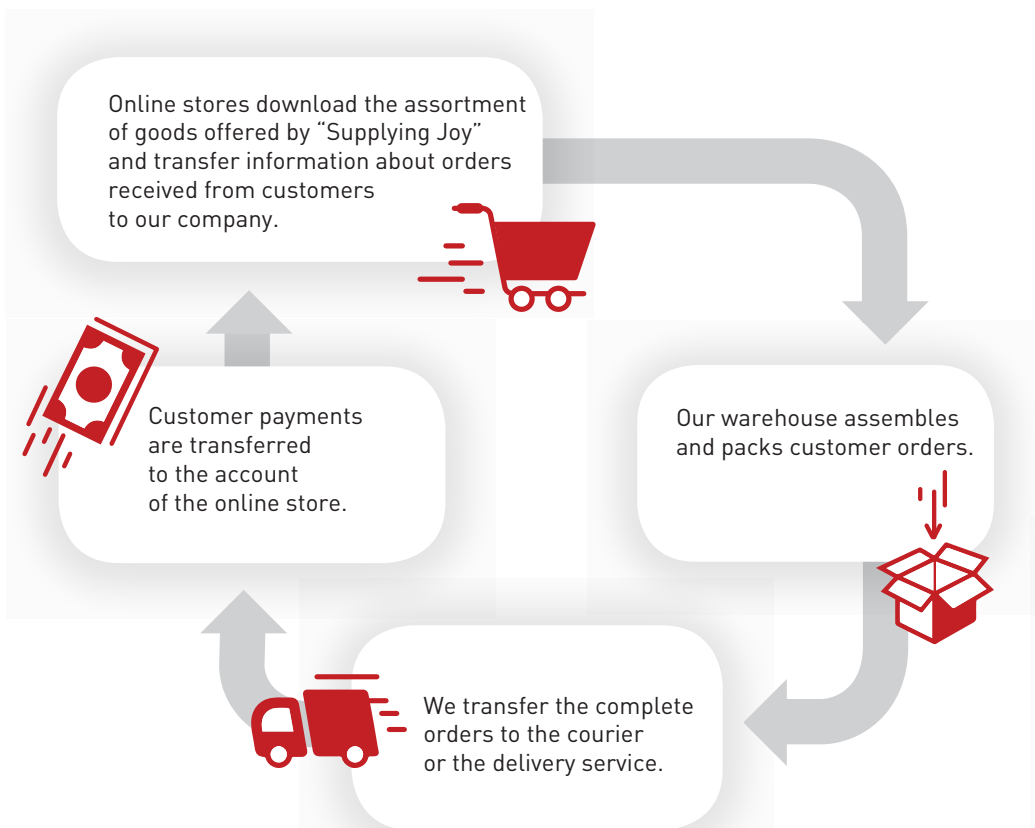 Online stores download the assortment
of goods offered by “Supplying Joy”
and transfer information about orders
received from customers
to our company.
Our warehouse assembles
and packs customer orders.
We transfer the complete
orders to the courier
or the delivery service.
Customer payments
are transferred
to the account
of the online store.